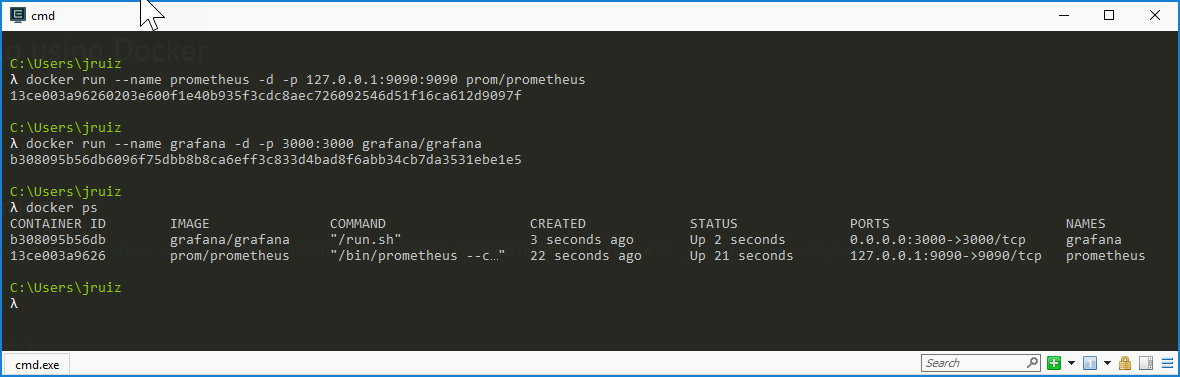 cmd
g using Docker
C:\Users\jruiz
λ docker run --name prometheus -d -p 127.0.0.1:9090:9090 prom/prometheus
13ce003a96260203e600f1e40b935f3cdc8aec726092546d51f16ca612d9097f
C:\Users\jruiz
λ docker run --name grafana -d -p 3000:3000 grafana/grafana
b308095b56db6096f75dbb8b8ca6eff3c833d4bad8f6abb34cb7da3531ebe1e5
C:\Users\jruiz
λ docker ps
CONTAINER ID IMAGE COMMAND CREATED STATUS PORTS NAMES
b308095b56db grafana/grafana "/run.sh" 3 seconds ago Up 2 seconds 0.0.0.0:3000->3000/tcp grafana
13ce003a9626 prom/prometheus "/bin/prometheus --c…" 22 seconds ago Up 21 seconds 127.0.0.1:9090->9090/tcp prometheus
C:\Users\jruiz
λ
cmd.exe Search 1